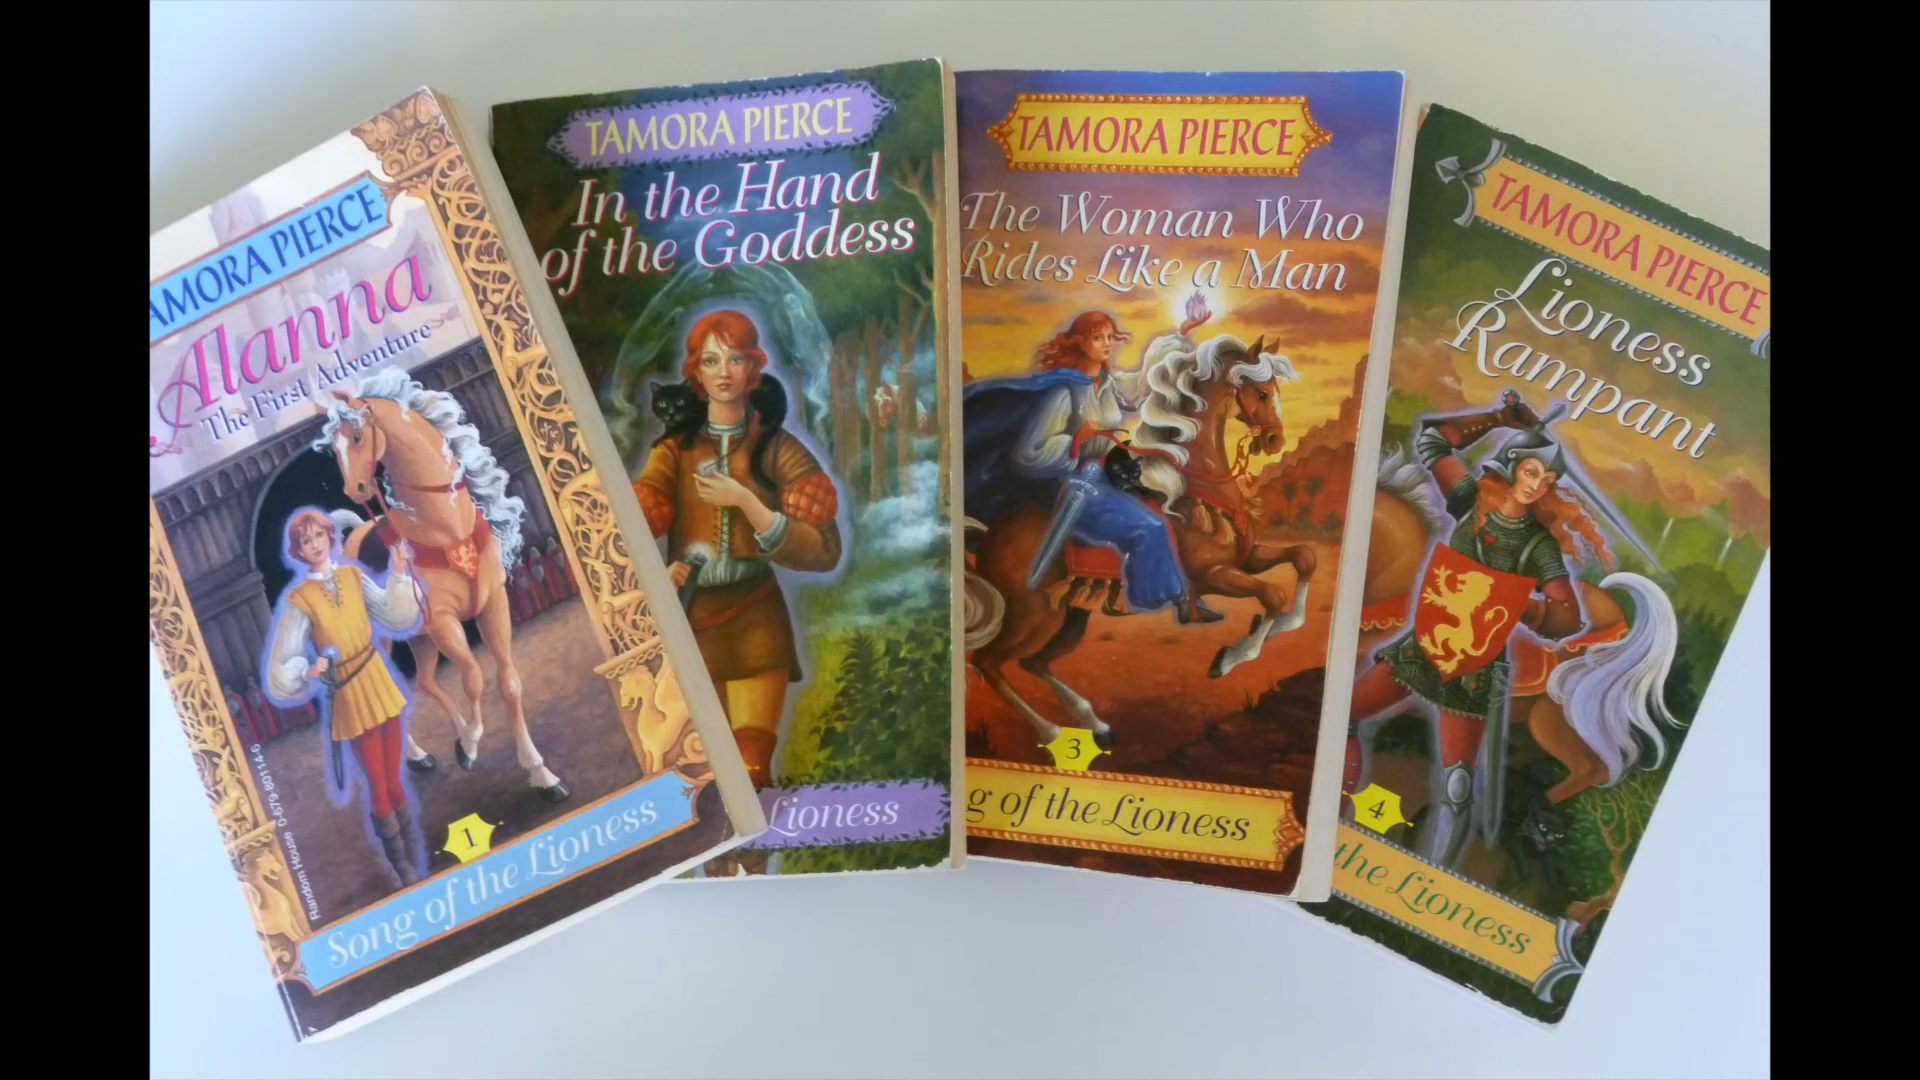 AMORA PIERCE
Alanna
The First Adventure
Random House 0-679-80114-6
1
Song of the Lioness
TAMORA PIERCE
In the Hand
of the Goddess
Lioness
TAMORA PIERCE
The Woman Who
Rides Like a Man
3
g of the Lioness
TAMORA PIERCE
Lioness
Rampant
4
the Lioness